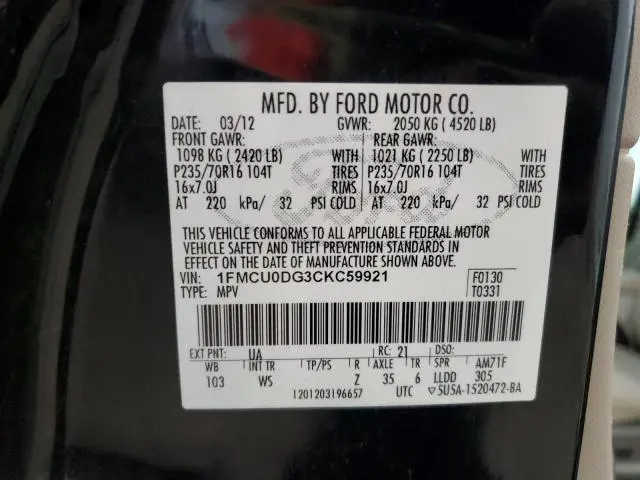 MFD. BY FORD MOTOR CO.
DATE: 03/12 GVWR: 2050 KG ( 4520 LB)
FRONT GAWR: REAR GAWR:
1098 KG ( 2420 LB) WITH 1021 KG ( 2250 LB) WITH
P235/70R16 104T TIRES P235/70R16 104T TIRES
16x7.0J RIMS 16x7.0J RIMS
AT 220 kPa/ 32 PSI COLD AT 220 kPa/ 32 PSI COLD
THIS VEHICLE CONFORMS TO ALL APPLICABLE FEDERAL MOTOR
VEHICLE SAFETY AND THEFT PREVENTION STANDARDS IN
EFFECT ON THE DATE OF MANUFACTURE SHOWN ABOVE.
VIN: 1FMCU0DG3CKC59921 F0130
TYPE: MPV T0331
EXT PNT: UA RC: 21 DSO:
WB INT TR TP/PS R AXLE TR SPR AM71F
103 WS Z 35 6 LLDD 305
1201203196657 UTC ▽5U5A-1520472-BA
Ford